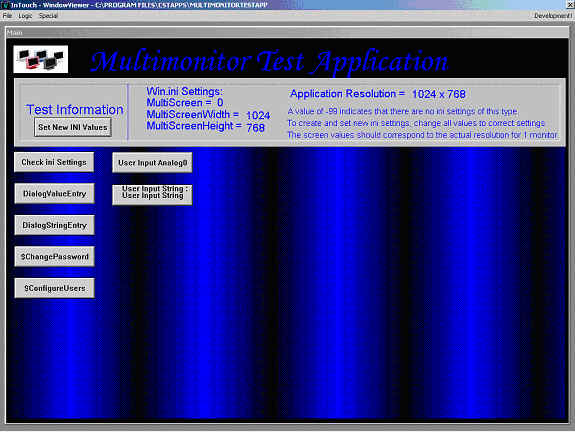 InTouch - WindowViewer - C:\PROGRAM FILES\CSTAPPS\MULTIMONITORTESTAPP
File Logic Special Development!
Main
Multimonitor Test Application
Test Information
Set New INI Values
Win.ini Settings:
MultiScreen = 0
MultiScreenWidth = 1024
MultiScreenHeight = 768
Application Resolution = 1024 x 768
A value of -99 indicates that there are no ini settings of this type
To create and set new ini settings, change all values to correct settings
The screen values should correspond to the actual resolution for 1 monitor.
Check ini Settings
User Input Analog0
DialogValueEntry
User Input String :
User Input String
DialogStringEntry
$ChangePassword
$ConfigureUsers